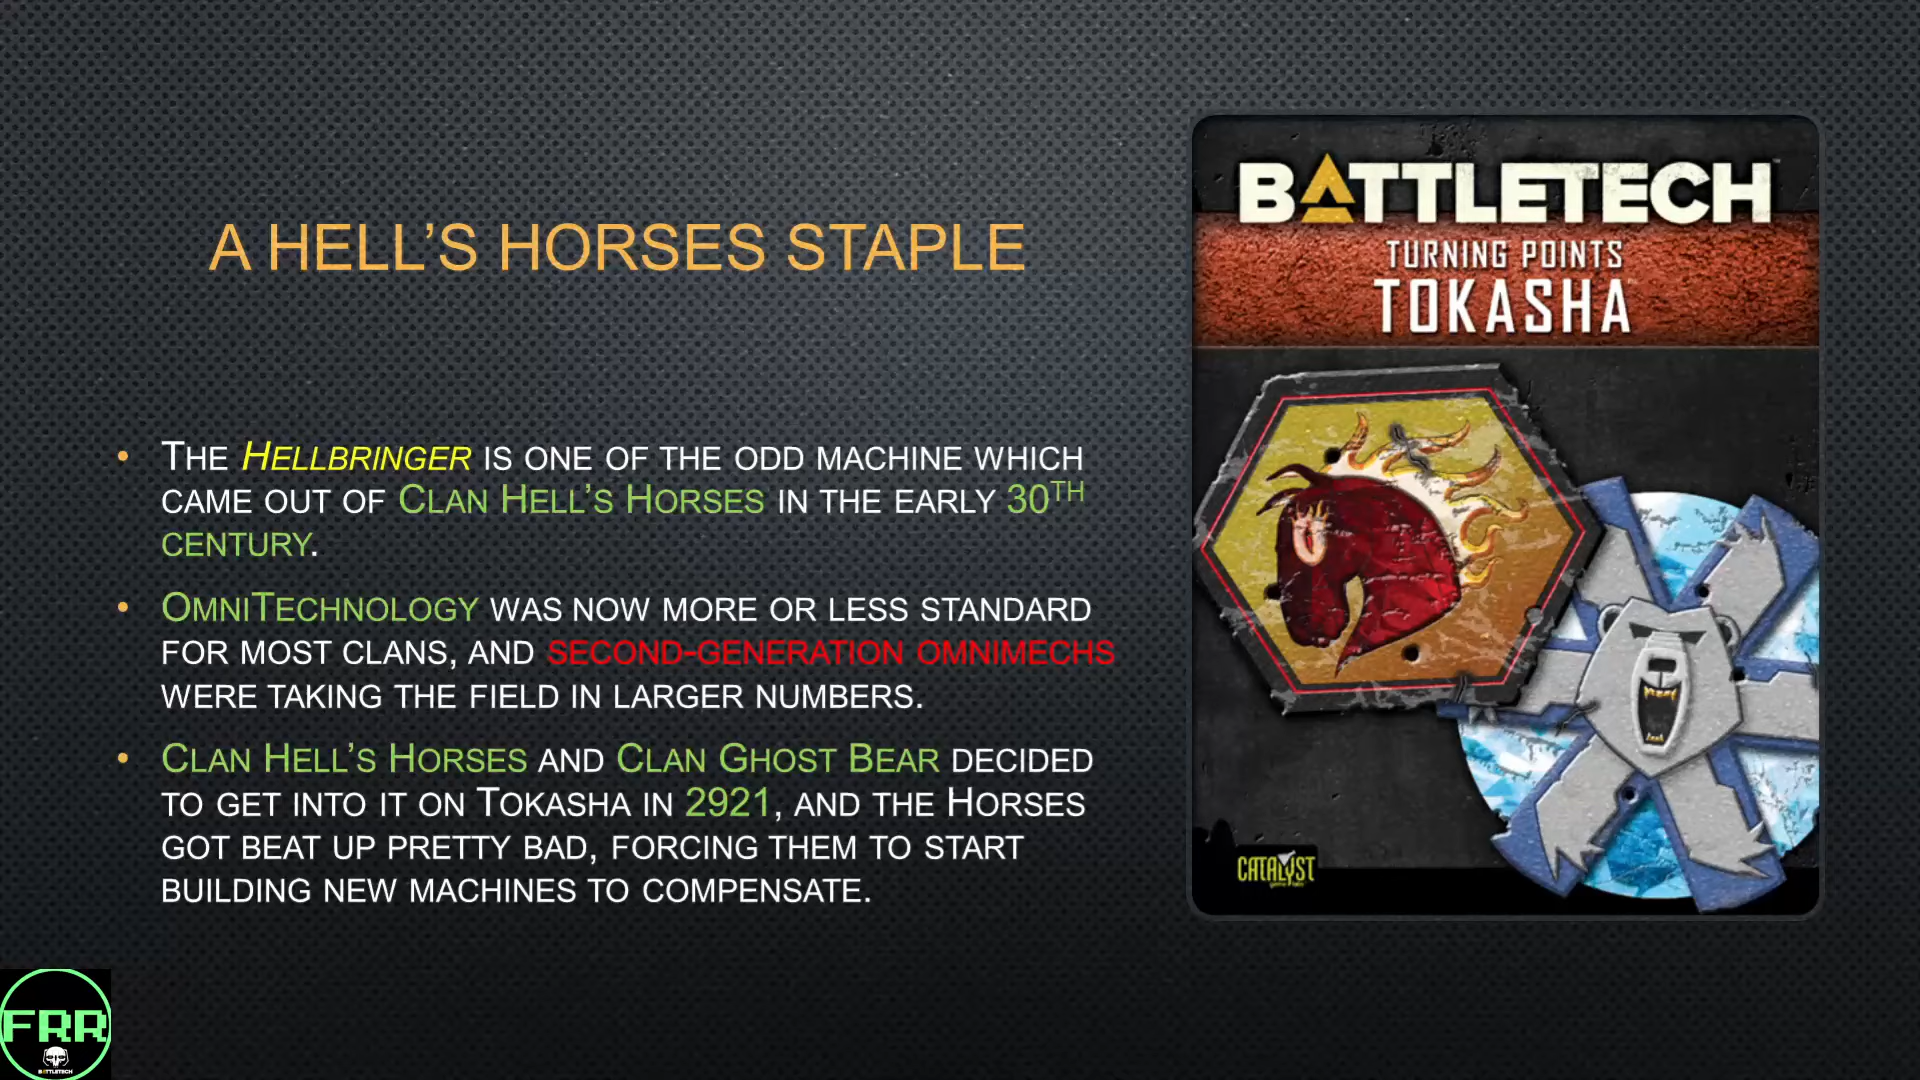 A HELL'S HORSES STAPLE
• THE HELLBRINGER IS ONE OF THE ODD MACHINE WHICH
CAME OUT OF CLAN HELL'S HORSES IN THE EARLY 30TH
CENTURY.
• OMNITECHNOLOGY WAS NOW MORE OR LESS STANDARD
FOR MOST CLANS, AND SECOND-GENERATION OMNIMECHS
WERE TAKING THE FIELD IN LARGER NUMBERS.
• CLAN HELL'S HORSES AND CLAN GHOST BEAR DECIDED
TO GET INTO IT ON TOKASHA IN 2921, AND THE HORSES
GOT BEAT UP PRETTY BAD, FORCING THEM TO START
BUILDING NEW MACHINES TO COMPENSATE.
BATTLETECH
TURNING POINTS
TOKASHA
CATALYST
game labs
FRR
BATTLETECH